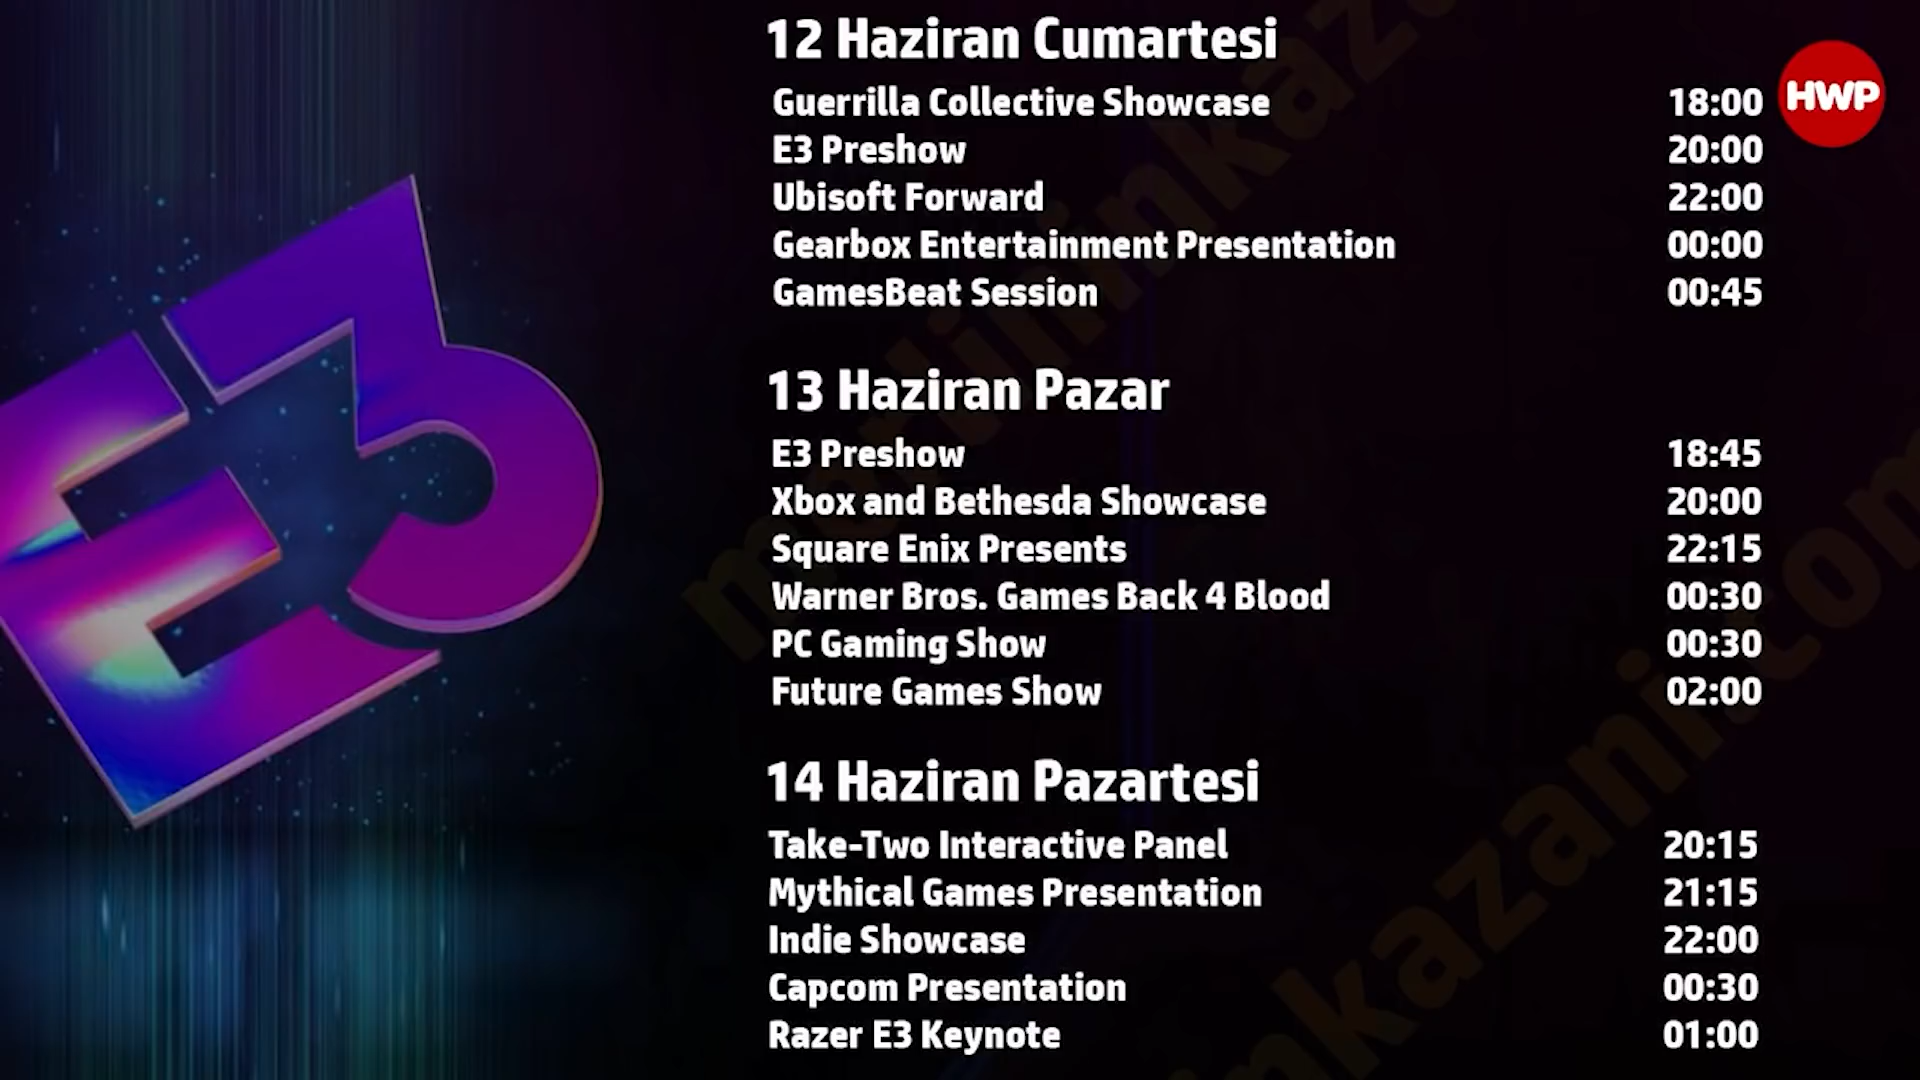 12 Haziran Cumartesi
Guerrilla Collective Showcase 18:00
HWP
E3 Preshow 20:00
Ubisoft Forward 22:00
Gearbox Entertainment Presentation 00:00
GamesBeat Session 00:45
13 Haziran Pazar
E3 Preshow 18:45
Xbox and Bethesda Showcase 20:00
Square Enix Presents 22:15
Warner Bros. Games Back 4 Blood 00:30
PC Gaming Show 00:30
Future Games Show 02:00
14 Haziran Pazartesi
Take-Two Interactive Panel 20:15
Mythical Games Presentation 21:15
Indie Showcase 22:00
Capcom Presentation 00:30
Razer E3 Keynote 01:00
E3